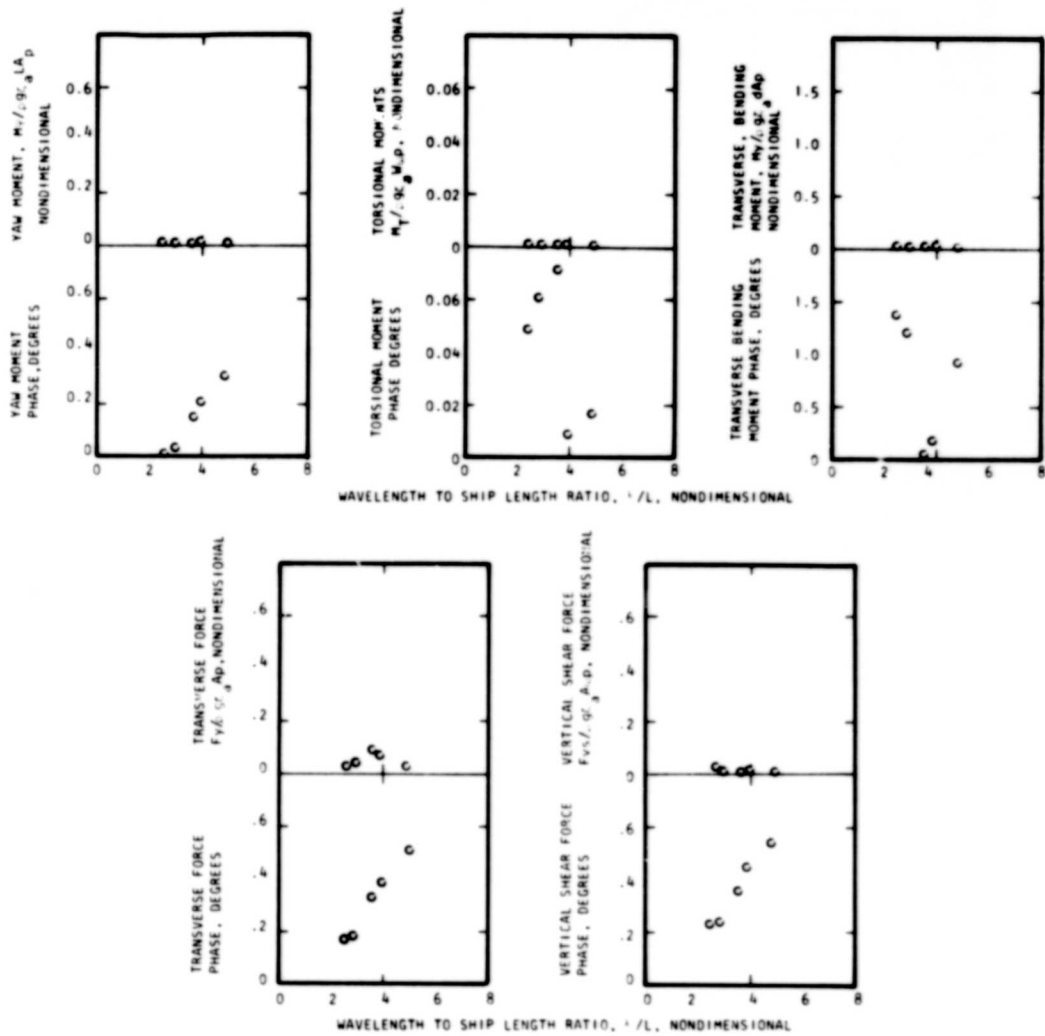 YAW MOMENT,
NONDIMENSIONAL
0.6
0.4
0.2
0
YAW MOMENT
PHASE, DEGREES
0.6
0.4
0.2
0
0 2 4 6 8
TORSIONAL MOMENTS
NONDIMENSIONAL
0.06
0.04
0.02
0
TORSIONAL MOMENT
PHASE DEGREES
0.06
0.04
0.02
0
0 2 4 6 8
TRANSVERSE, BENDING
MOMENT,
NONDIMENSIONAL
1.5
1.0
0.5
0
TRANSVERSE BENDING
MOMENT PHASE, DEGREES
1.5
1.0
0.5
0
0 2 4 6 8
WAVELENGTH TO SHIP LENGTH RATIO, /L, NONDIMENSIONAL
TRANSVERSE FORCE
NONDIMENSIONAL
.6
.4
.2
0
TRANSVERSE FORCE
PHASE, DEGREES
.6
.4
.2
0
0 2 4 6 8
VERTICAL SHEAR FORCE
NONDIMENSIONAL
.6
.4
.2
0
VERTICAL SHEAR FORCE
PHASE, DEGREES
.6
.4
.2
0
0 2 4 6 8
WAVELENGTH TO SHIP LENGTH RATIO, /L, NONDIMENSIONAL